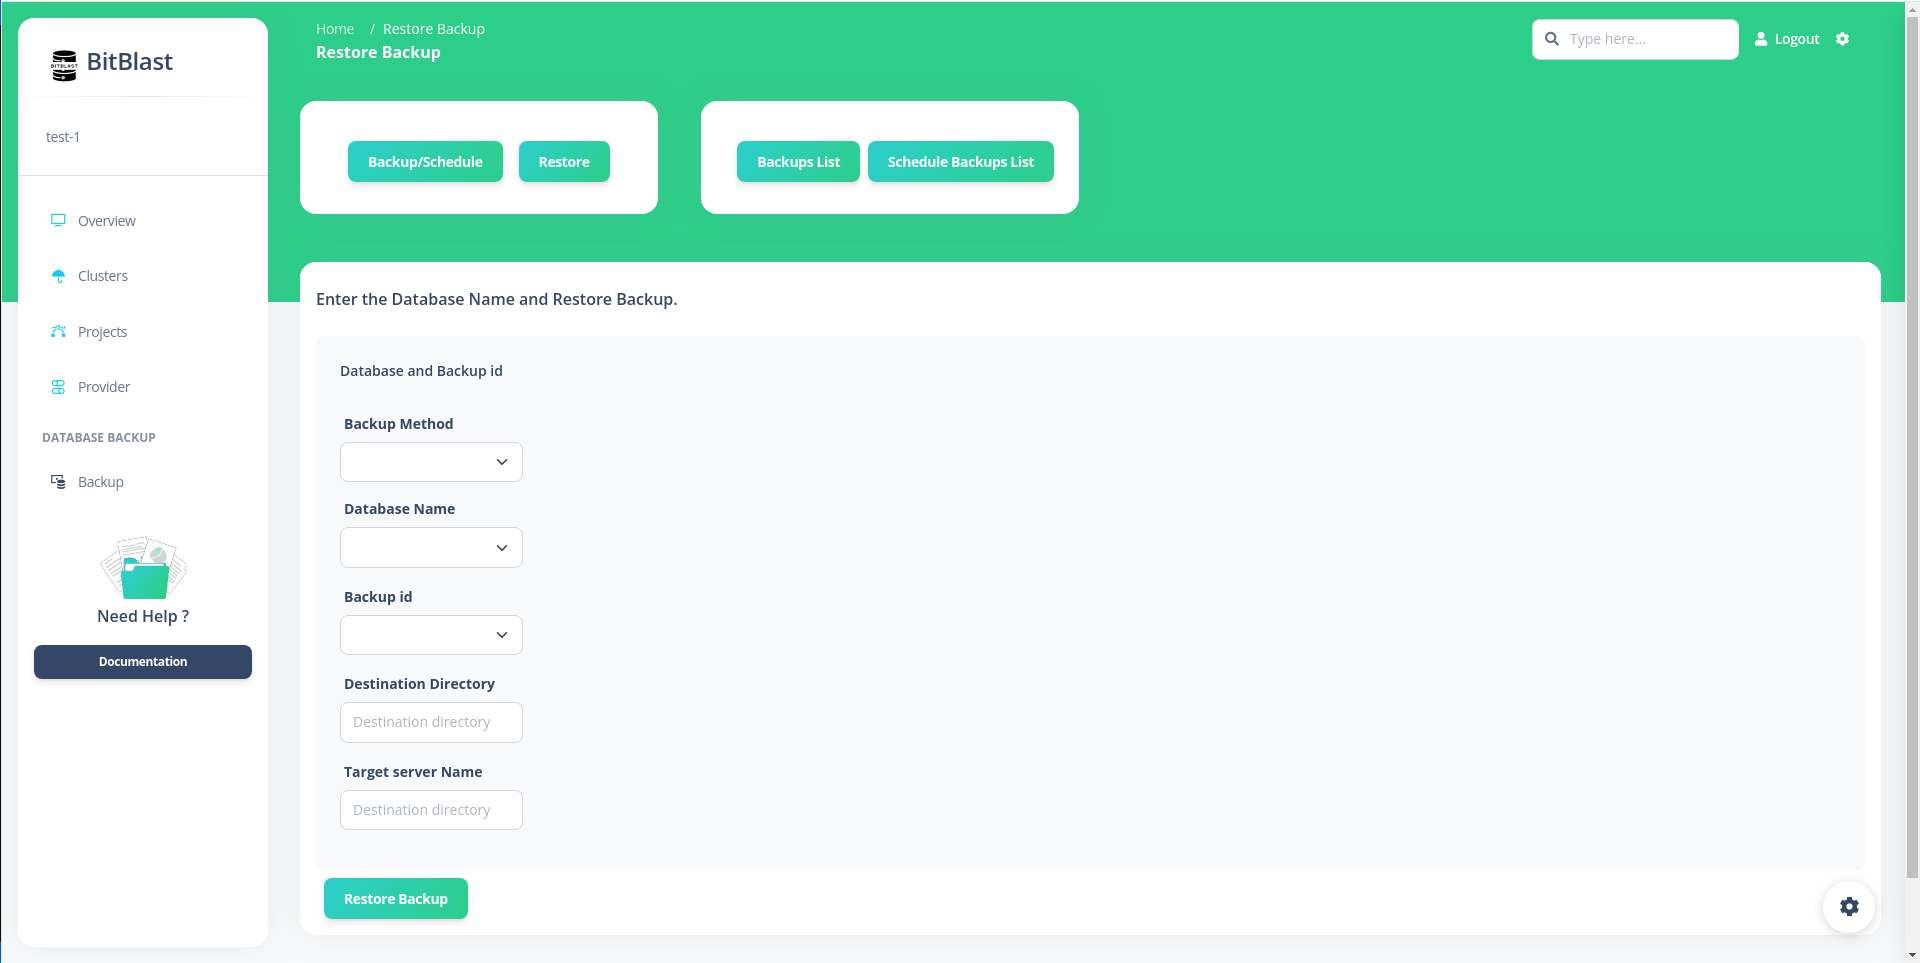 BitBlast
test-1
Overview
Clusters
Projects
Provider
DATABASE BACKUP
Backup
Need Help ?
Documentation
Home / Restore Backup
Restore Backup
Type here...
Logout
Backup/Schedule
Restore
Backups List
Schedule Backups List
Enter the Database Name and Restore Backup.
Database and Backup id
Backup Method
Database Name
Backup id
Destination Directory
Destination directory
Target server Name
Destination directory
Restore Backup